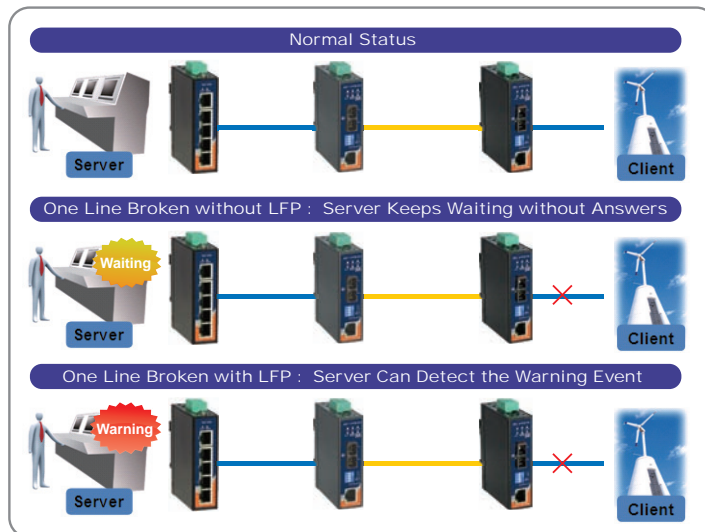 Normal Status
Server
Client
One Line Broken without LFP : Server Keeps Waiting without Answers
Waiting
Server
Client
One Line Broken with LFP : Server Can Detect the Warning Event
Warning
Server
Client